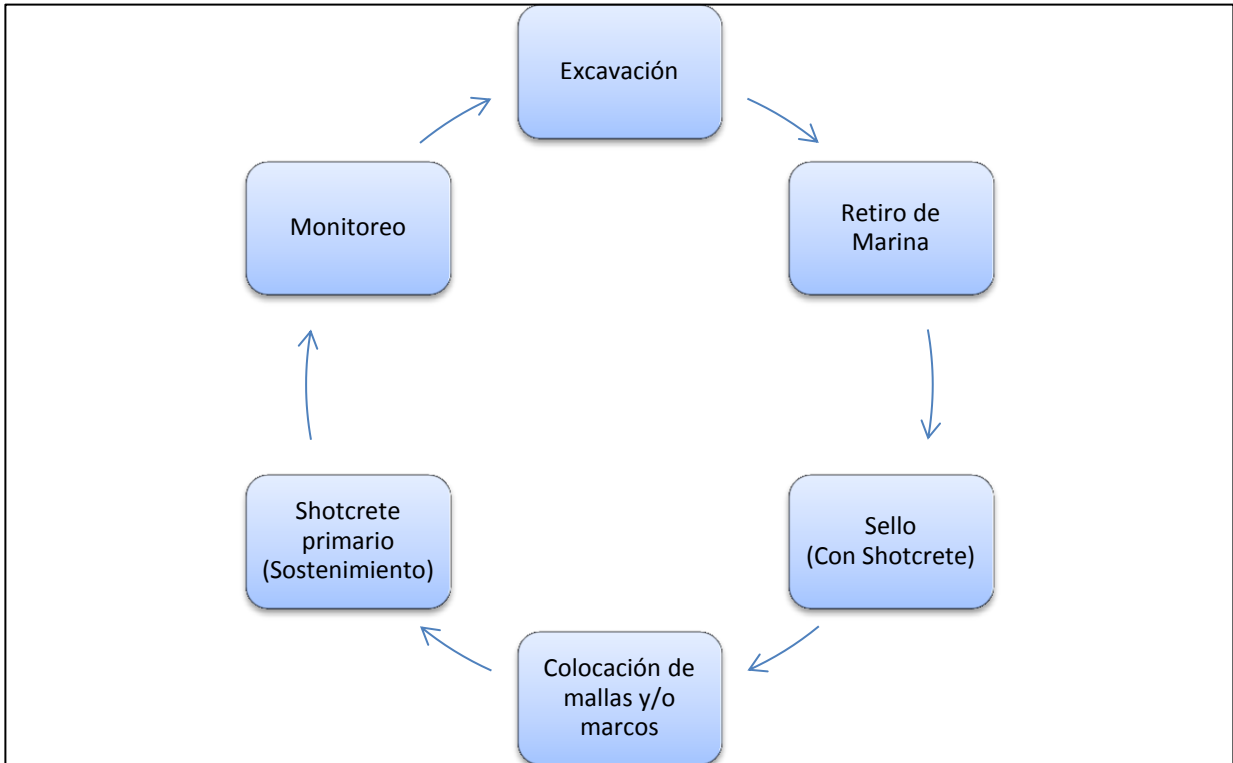 Excavación
Retiro de
Marina
Sello
(Con Shotcrete)
Colocación de
mallas y/o
marcos
Shotcrete
primario
(Sostenimiento)
Monitoreo